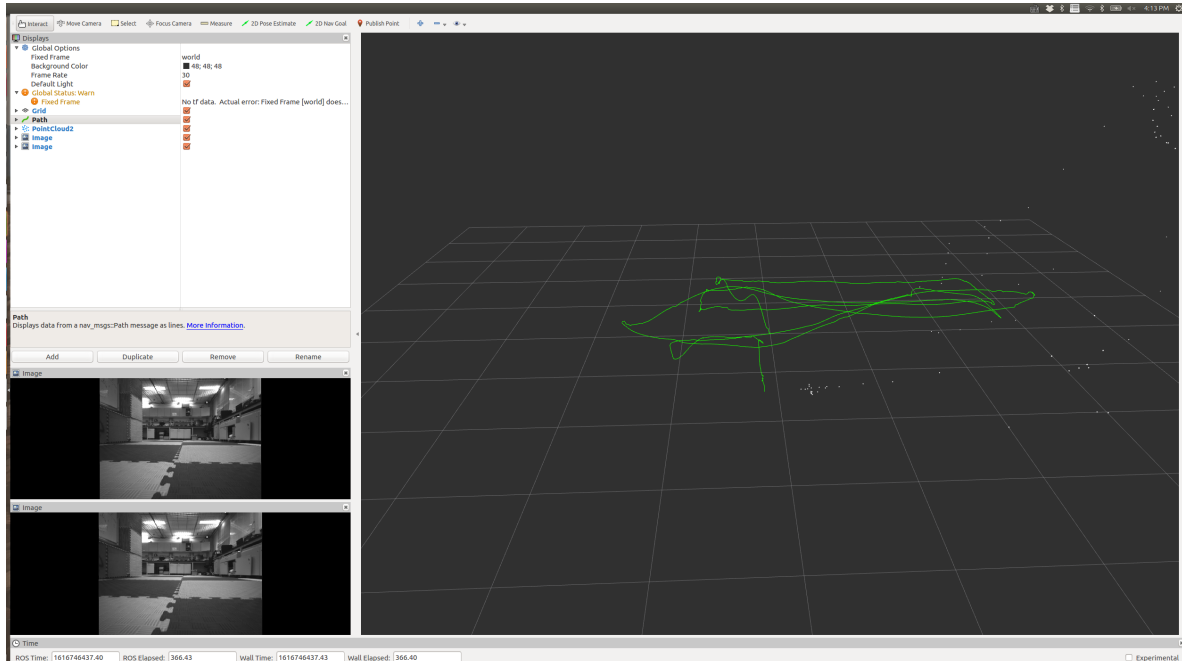 4:13 PM
Interact Move Camera Select Focus Camera Measure 2D Pose Estimate 2D Nav Goal Publish Point
Displays
Global Options
Fixed Frame world
Background Color 48; 48; 48
Frame Rate 30
Default Light
Global Status: Warn
Fixed Frame No tf data. Actual error: Fixed Frame [world] does...
Grid
Path
PointCloud2
Image
Image
Path
Displays data from a nav_msgs::Path message as lines. More Information.
Add Duplicate Remove Rename
Image
Image
Time
ROS Time: 1616746437.40 ROS Elapsed: 366.43 Wall Time: 1616746437.43 Wall Elapsed: 366.40 Experimental